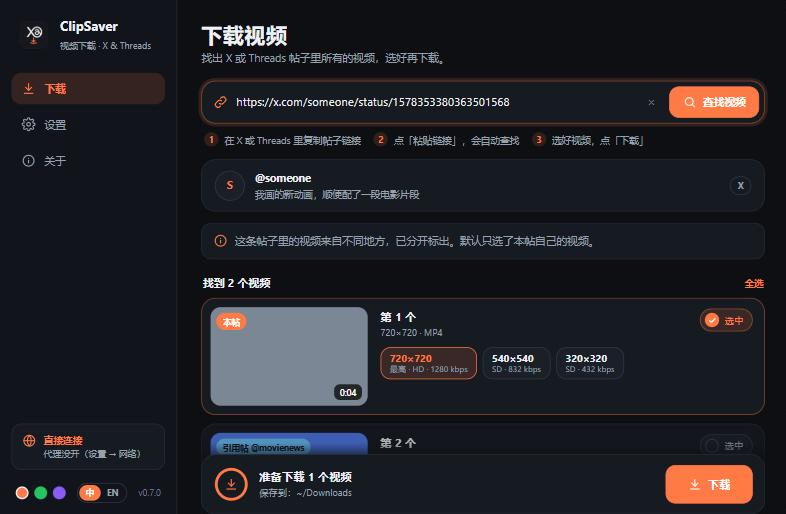 ClipSaver
视频下载 · X & Threads
下载
设置
关于
直接连接
代理没开（设置 → 网络）
中 EN v0.7.0
下载视频
找出 X 或 Threads 帖子里所有的视频，选好再下载。
https://x.com/someone/status/1578353380363501568
× 查找视频
1 在 X 或 Threads 里复制帖子链接 2 点「粘贴链接」，会自动查找 3 选好视频，点「下载」
S
@someone
我画的新动画，顺便配了一段电影片段
X
这条帖子里的视频来自不同地方，已分开标出。默认只选了本帖自己的视频。
找到 2 个视频
全选
本帖
0:04
第 1 个
720×720 · MP4
选中
720×720
最高 · HD · 1280 kbps
540×540
SD · 832 kbps
320×320
SD · 432 kbps
引用帖 @movienews
第 2 个
选中
准备下载 1 个视频
保存到：~/Downloads
下载